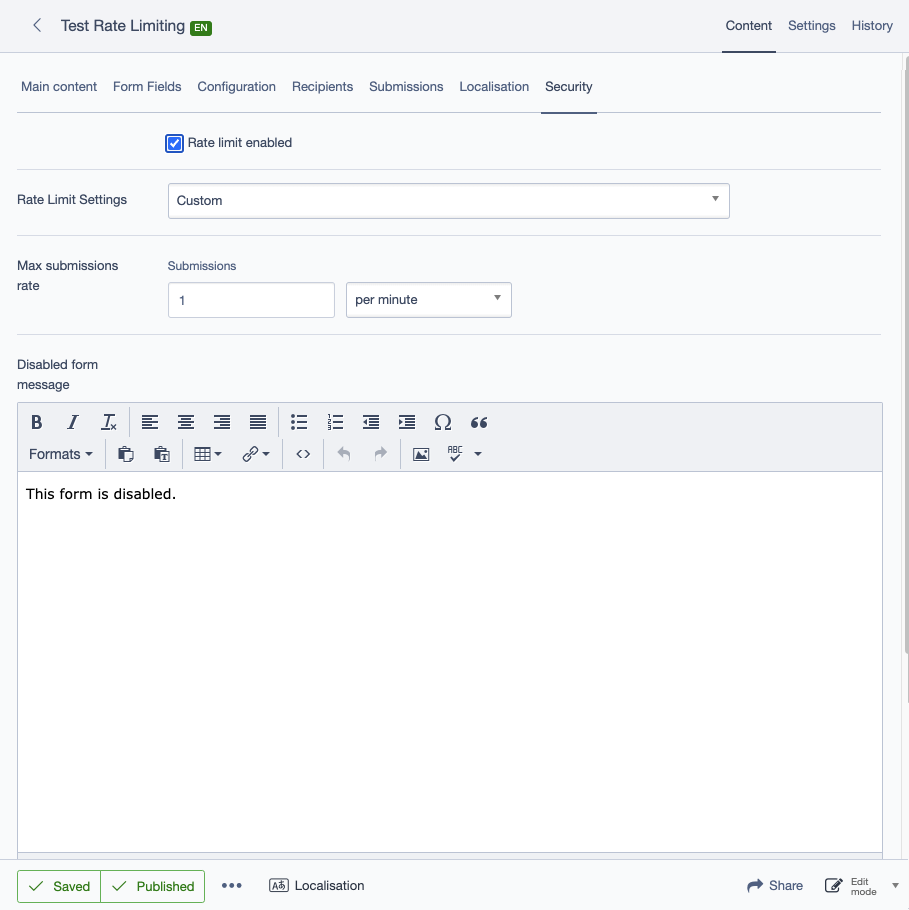 Test Rate Limiting EN
Content Settings History
Main content Form Fields Configuration Recipients Submissions Localisation Security
Rate limit enabled
Rate Limit Settings
Custom
Max submissions
rate
Submissions
1
per minute
Disabled form
message
B I Tx Ω
Formats
T
<>
ABC
This form is disabled.
Saved Published ••• Localisation
Share
Edit
mode